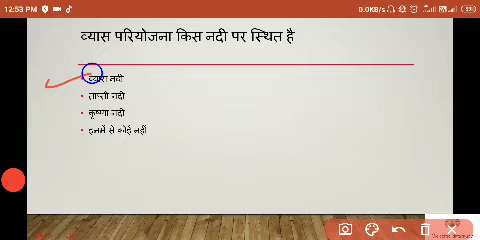 12:53 PM
0.0KB/s
व्यास परियोजना किस नदी पर स्थित है
व्यास नदी
ताप्ती नदी
कृष्णा नदी
इनमें से कोई नहीं